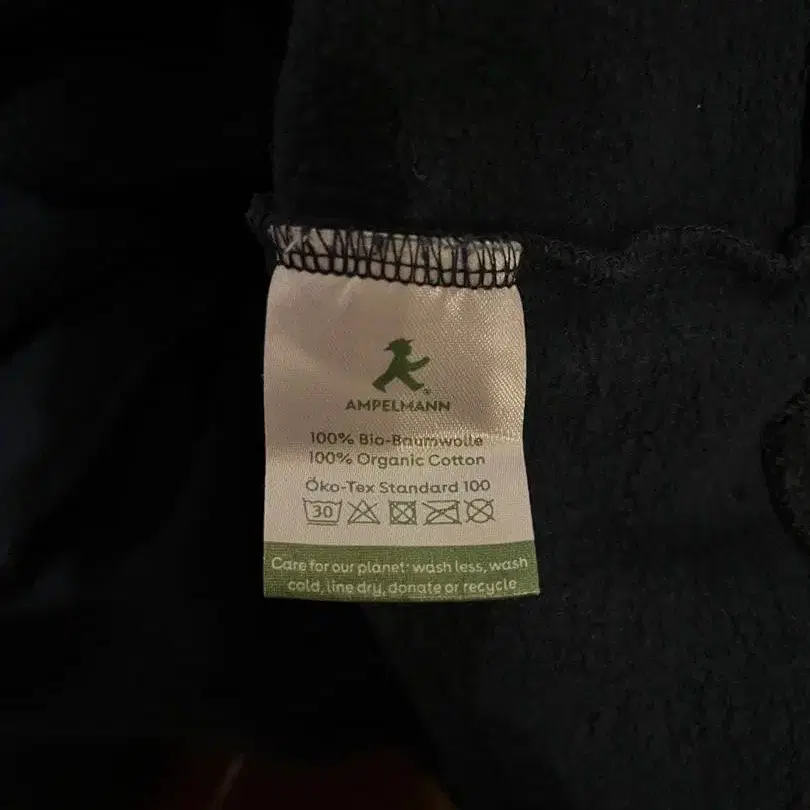 AMPELMANN
100% Bio-Baumwolle
100% Organic Cotton
Öko-Tex Standard 100
30
Care for our planet: wash less, wash
cold, line dry, donate or recycle